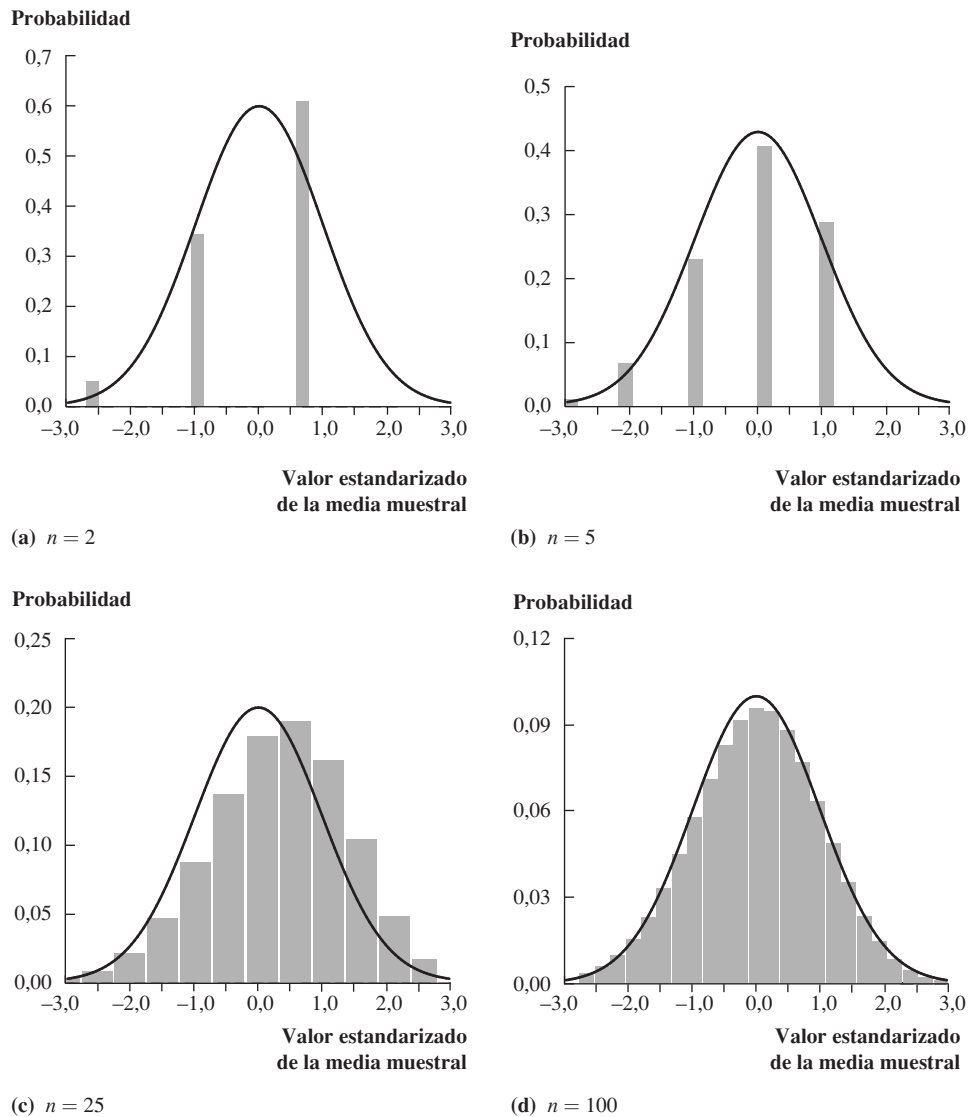 Probabilidad
0,7
0,6
0,5
0,4
0,3
0,2
0,1
0,0
–3,0 –2,0 –1,0 0,0 1,0 2,0 3,0
Valor estandarizado
de la media muestral
(a) n = 2
Probabilidad
0,5
0,4
0,3
0,2
0,1
0,0
–3,0 –2,0 –1,0 0,0 1,0 2,0 3,0
Valor estandarizado
de la media muestral
(b) n = 5
Probabilidad
0,25
0,20
0,15
0,10
0,05
0,00
–3,0 –2,0 –1,0 0,0 1,0 2,0 3,0
Valor estandarizado
de la media muestral
(c) n = 25
Probabilidad
0,12
0,09
0,06
0,03
0,00
–3,0 –2,0 –1,0 0,0 1,0 2,0 3,0
Valor estandarizado
de la media muestral
(d) n = 100